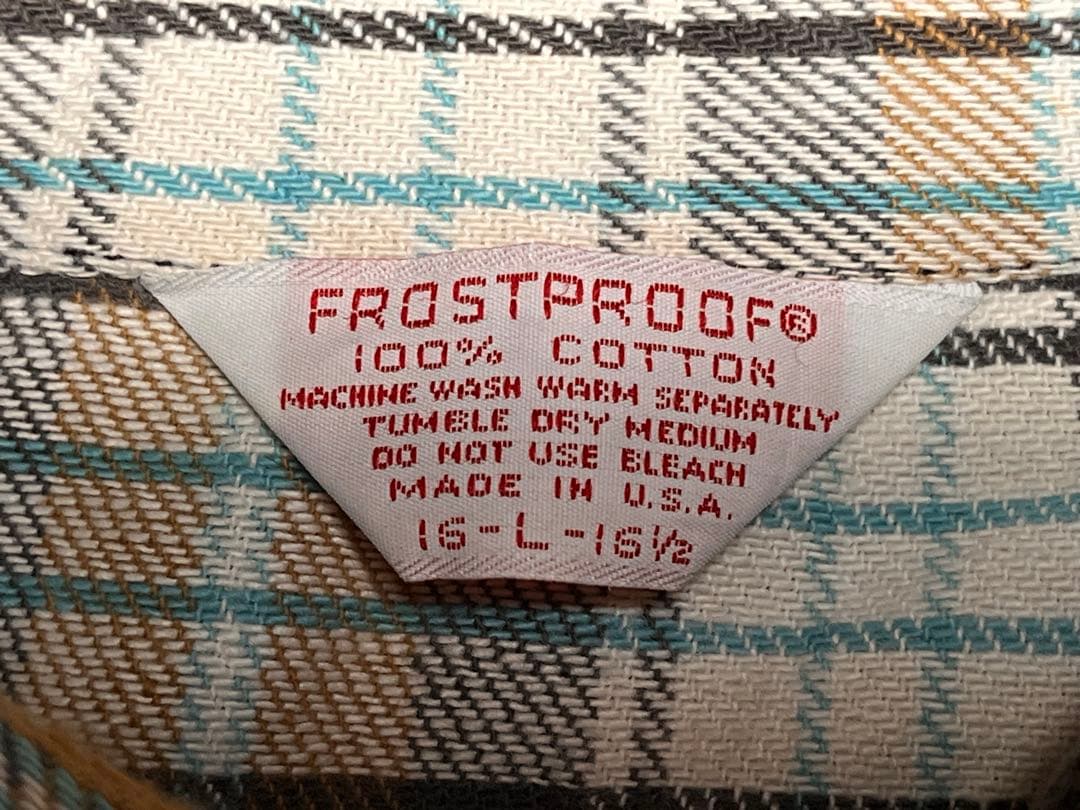 FROSTPROOF®
100% COTTON
MACHINE WASH WARM SEPARATELY
TUMBLE DRY MEDIUM
DO NOT USE BLEACH
MADE IN U.S.A.
16-L-16½